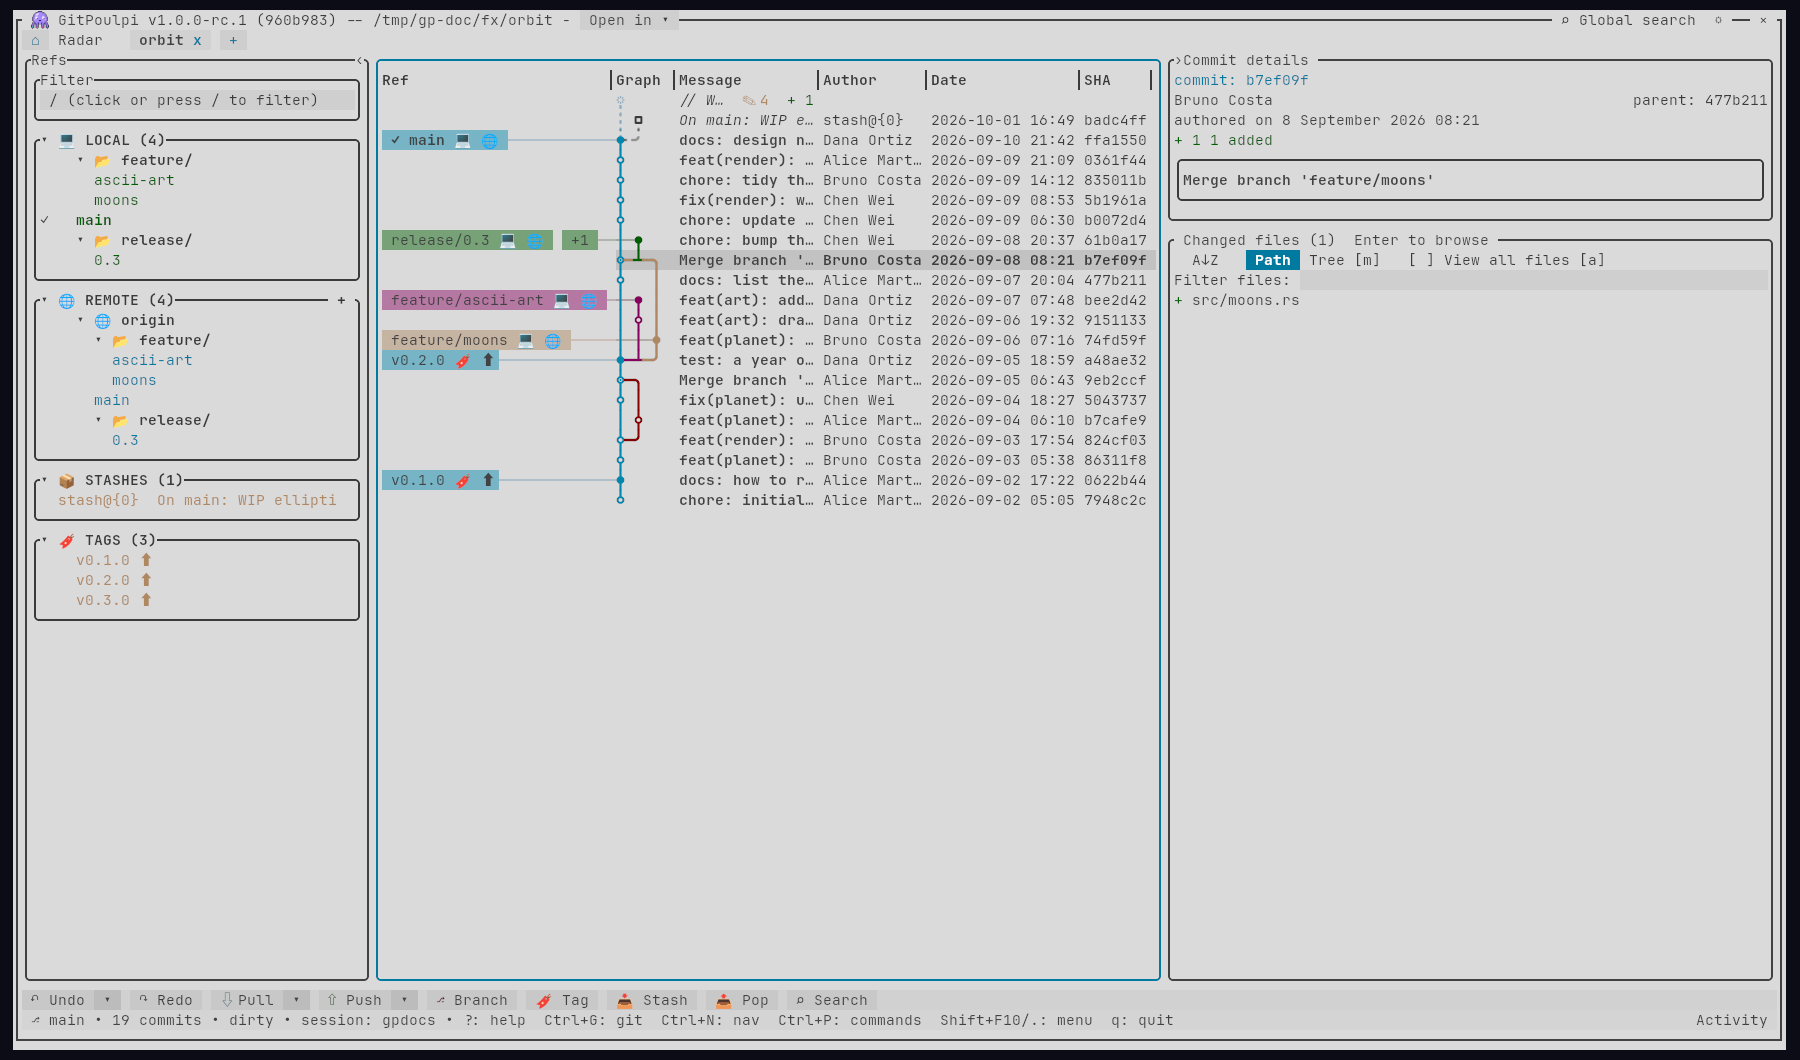 GitPoulpi v1.0.0-rc.1 (960b983) -- /tmp/gp-doc/fx/orbit - Open in ▾ ⌕ Global search ☼ — ×
⌂ Radar orbit x +
Refs ‹
Filter
/ (click or press / to filter)
▾ 💻 LOCAL (4)
▾ 📂 feature/
ascii-art
moons
✓ main
▾ 📂 release/
0.3
▾ 🌐 REMOTE (4) +
▾ 🌐 origin
▾ 📂 feature/
ascii-art
moons
main
▾ 📂 release/
0.3
▾ 📦 STASHES (1)
stash@{0} On main: WIP ellipti
▾ TAGS (3)
v0.1.0 ⬆
v0.2.0 ⬆
v0.3.0 ⬆
Ref Graph Message Author Date SHA
// W… ✎ 4 + 1
On main: WIP e… stash@{0} 2026-10-01 16:49 badc4ff
✓ main 💻 🌐 docs: design n… Dana Ortiz 2026-09-10 21:42 ffa1550
feat(render): … Alice Mart… 2026-09-09 21:09 0361f44
chore: tidy th… Bruno Costa 2026-09-09 14:12 835011b
fix(render): w… Chen Wei 2026-09-09 08:53 5b1961a
chore: update … Chen Wei 2026-09-09 06:30 b0072d4
release/0.3 💻 🌐 +1 chore: bump th… Chen Wei 2026-09-08 20:37 61b0a17
Merge branch '… Bruno Costa 2026-09-08 08:21 b7ef09f
docs: list the… Alice Mart… 2026-09-07 20:04 477b211
feature/ascii-art 💻 🌐 feat(art): add… Dana Ortiz 2026-09-07 07:48 bee2d42
feat(art): dra… Dana Ortiz 2026-09-06 19:32 9151133
feature/moons 💻 🌐 feat(planet): … Bruno Costa 2026-09-06 07:16 74fd59f
v0.2.0 ⬆ test: a year o… Dana Ortiz 2026-09-05 18:59 a48ae32
Merge branch '… Alice Mart… 2026-09-05 06:43 9eb2ccf
fix(planet): u… Chen Wei 2026-09-04 18:27 5043737
feat(planet): … Alice Mart… 2026-09-04 06:10 b7cafe9
feat(render): … Bruno Costa 2026-09-03 17:54 824cf03
feat(planet): … Bruno Costa 2026-09-03 05:38 86311f8
v0.1.0 ⬆ docs: how to r… Alice Mart… 2026-09-02 17:22 0622b44
chore: initial… Alice Mart… 2026-09-02 05:05 7948c2c
›Commit details
commit: b7ef09f
Bruno Costa parent: 477b211
authored on 8 September 2026 08:21
+ 1 1 added
Merge branch 'feature/moons'
Changed files (1) Enter to browse
A↓Z Path Tree [m] [ ] View all files [a]
Filter files:
+ src/moons.rs
↶ Undo ▾ ↷ Redo ⇩ Pull ▾ ⇧ Push ▾ ⎇ Branch Tag 📤 Stash 📤 Pop ⌕ Search
⎇ main • 19 commits • dirty • session: gpdocs • ?: help Ctrl+G: git Ctrl+N: nav Ctrl+P: commands Shift+F10/.: menu q: quit Activity